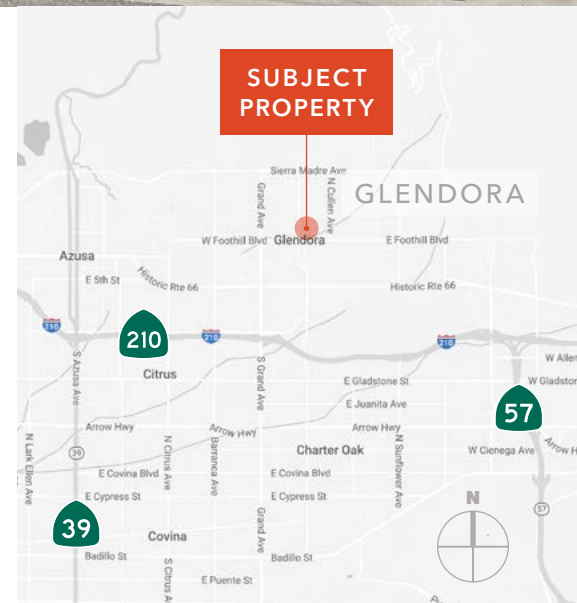 SUBJECT
PROPERTY
Sierra Madre Ave
Grand Ave
N Cullen Ave
GLENDORA
W Foothill Blvd
Glendora
E Foothill Blvd
Azusa
E 5th St
Historic Rte 66
Historic Rte 66
210
210
210
210
S Azusa Ave
Citrus
S Grand Ave
W Allen
E Gladstone St
W Gladston
E Juanita Ave
57
Arrow Hwy
Arrow Hwy
Arrow Hwy
Arrow H
N Lark Ellen Ave
39
N Citrus Ave
Barranca Ave
Charter Oak
N Sunflower Ave
W Cienega Ave
E Covina Blvd
E Covina Blvd
E Cypress St
E Cypress St
N
39
Grand Ave
57
Covina
Badillo St
Badillo St
S Citrus A
E Puente St